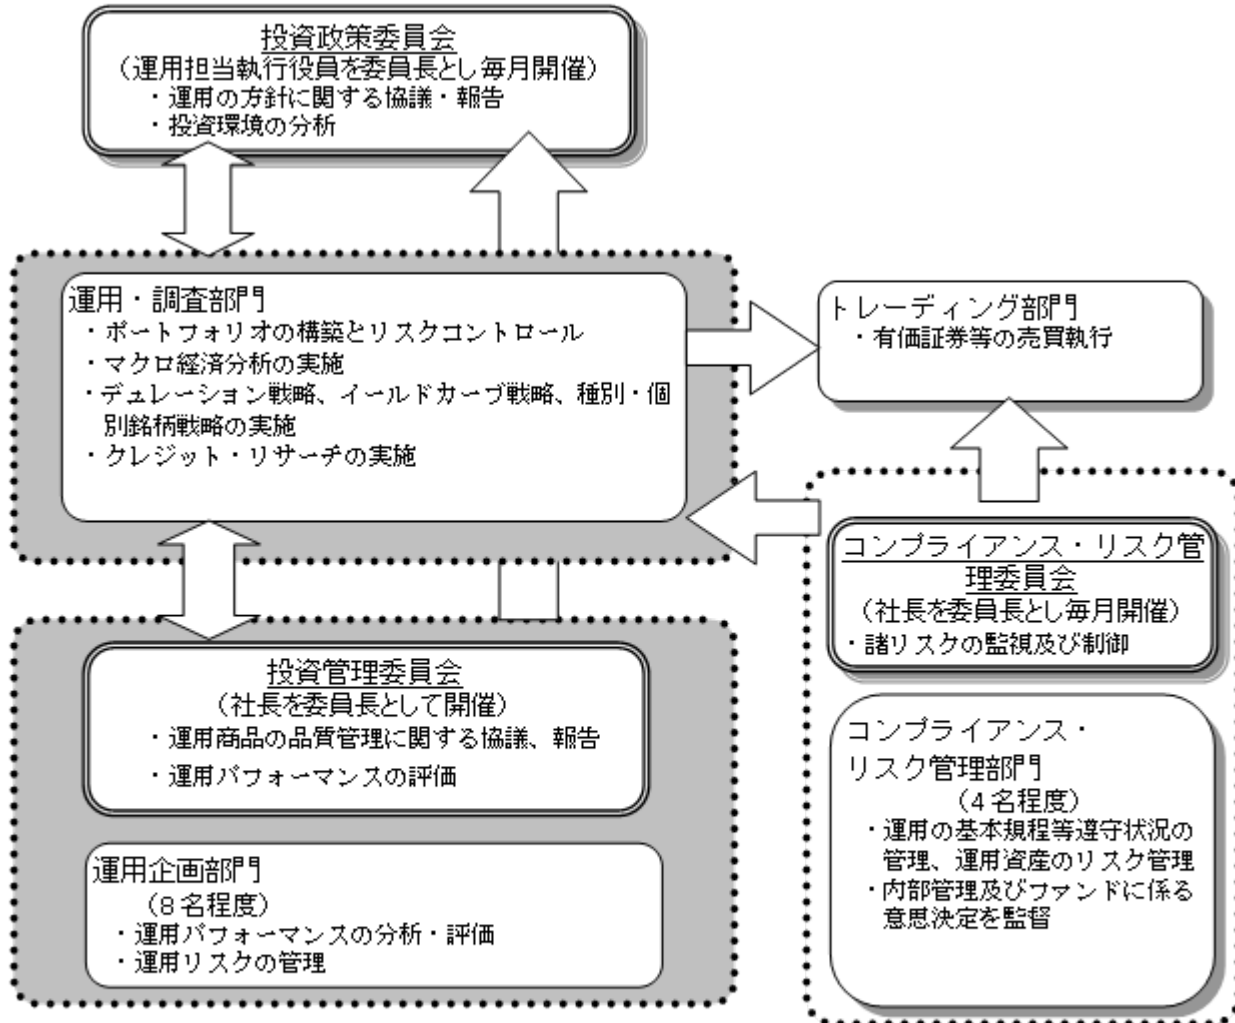 投資政策委員会
（運用担当執行役員を委員長とし毎月開催）
・運用の方針に関する協議・報告
・投資環境の分析
運用・調査部門
・ポートフォリオの構築とリスクコントロール
・マクロ経済分析の実施
・デュレーション戦略、イールドカーブ戦略、種別・個
別銘柄戦略の実施
・クレジット・リサーチの実施
トレーディング部門
・有価証券等の売買執行
投資管理委員会
（社長を委員長として開催）
・運用商品の品質管理に関する協議、報告
・運用パフォーマンスの評価
運用企画部門
（８名程度）
・運用パフォーマンスの分析・評価
・運用リスクの管理
コンプライアンス・リスク管
理委員会
（社長を委員長とし毎月開催）
・諸リスクの監視及び制御
コンプライアンス・
リスク管理部門
（４名程度）
・運用の基本規程等遵守状況の
管理、運用資産のリスク管理
・内部管理及びファンドに係る
意思決定を監督